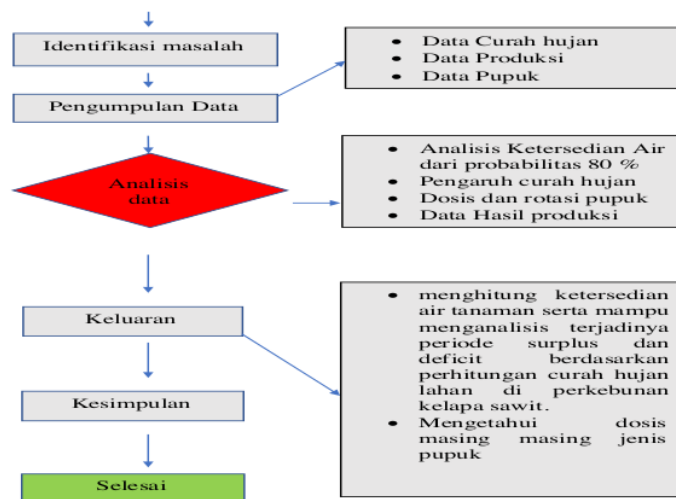 Identifikasi masalah
• Data Curah hujan
• Data Produksi
• Data Pupuk
Pengumpulan Data
Analisis
data
• Analisis Ketersedian Air
dari probabilitas 80 %
• Pengaruh curah hujan
• Dosis dan rotasi pupuk
• Data Hasil produksi
Keluaran
• menghitung ketersedian
air tanaman serta mampu
menganalisis terjadinya
periode surplus dan
deficit berdasarkan
perhitungan curah hujan
lahan di perkebunan
kelapa sawit.
• Mengetahui dosis
masing masing jenis
pupuk
Kesimpulan
Selesai